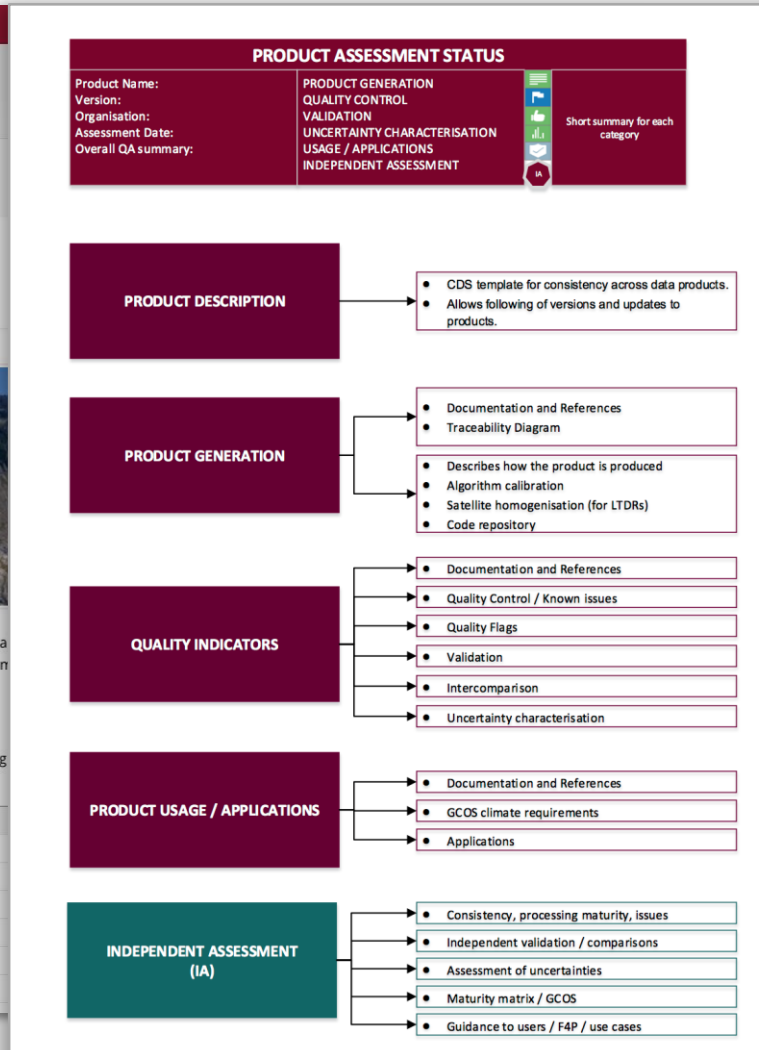 PRODUCT ASSESSMENT STATUS
Product Name:
Version:
Organisation:
Assessment Date:
Overall QA summary:
PRODUCT GENERATION
QUALITY CONTROL
VALIDATION
UNCERTAINTY CHARACTERISATION
USAGE / APPLICATIONS
INDEPENDENT ASSESSMENT
IA
Short summary for each
category
PRODUCT DESCRIPTION
● CDS template for consistency across data products.
● Allows following of versions and updates to
products.
PRODUCT GENERATION
● Documentation and References
● Traceability Diagram
● Describes how the product is produced
● Algorithm calibration
● Satellite homogenisation (for LTDRs)
● Code repository
QUALITY INDICATORS
● Documentation and References
● Quality Control / Known issues
● Quality Flags
● Validation
● Intercomparison
● Uncertainty characterisation
PRODUCT USAGE / APPLICATIONS
● Documentation and References
● GCOS climate requirements
● Applications
INDEPENDENT ASSESSMENT
(IA)
● Consistency, processing maturity, issues
● Independent validation / comparisons
● Assessment of uncertainties
● Maturity matrix / GCOS
● Guidance to users / F4P / use cases